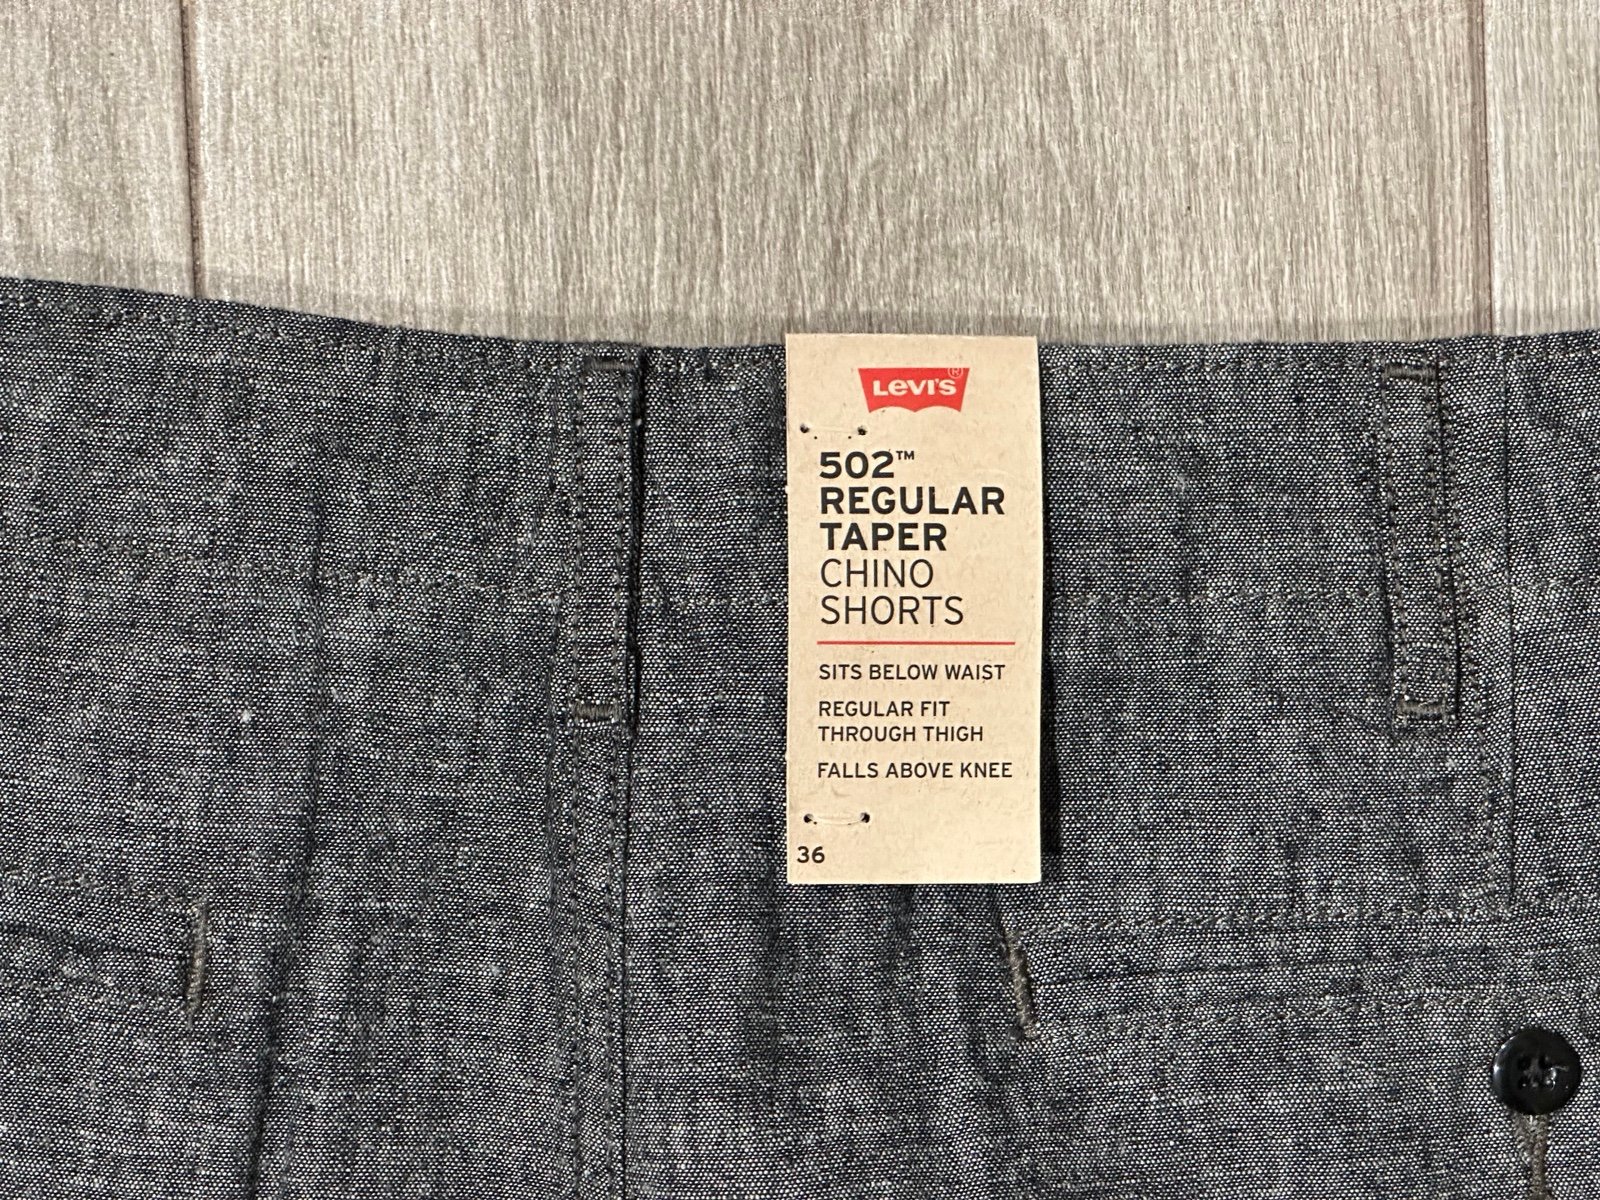 Levi's®
502™
REGULAR
TAPER
CHINO
SHORTS
SITS BELOW WAIST
REGULAR FIT
THROUGH THIGH
FALLS ABOVE KNEE
36